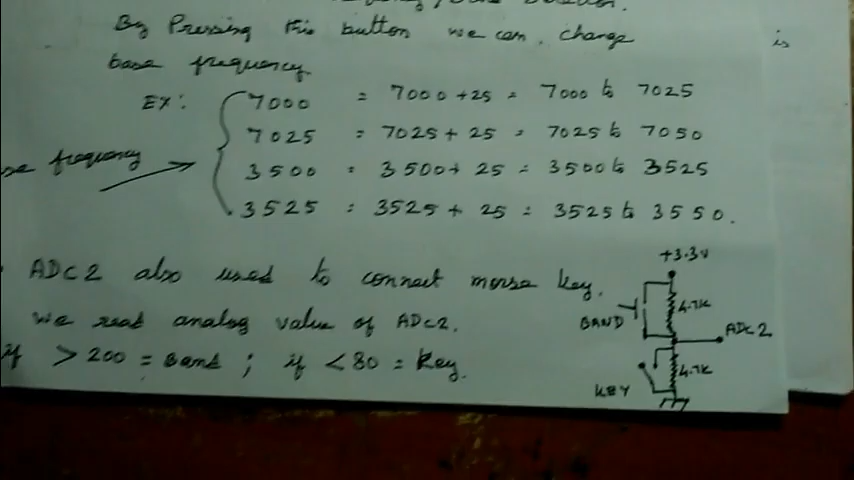 By Pressing this button we can. change
is
base frequency
EX: 7000 = 7000 +25 = 7000 to 7025
7025 = 7025 + 25 = 7025 to 7050
frequency
3500 = 3500 + 25 = 3500 to 3525
3525 = 3525 + 25 = 3525 to 3550.
ADC2 also used to connect morse key.
we read analog value of ADC2.
if > 200 = Band ; if < 80 = Key.
+3.3V
4.7K
BAND
ADC2
4.7K
KEY